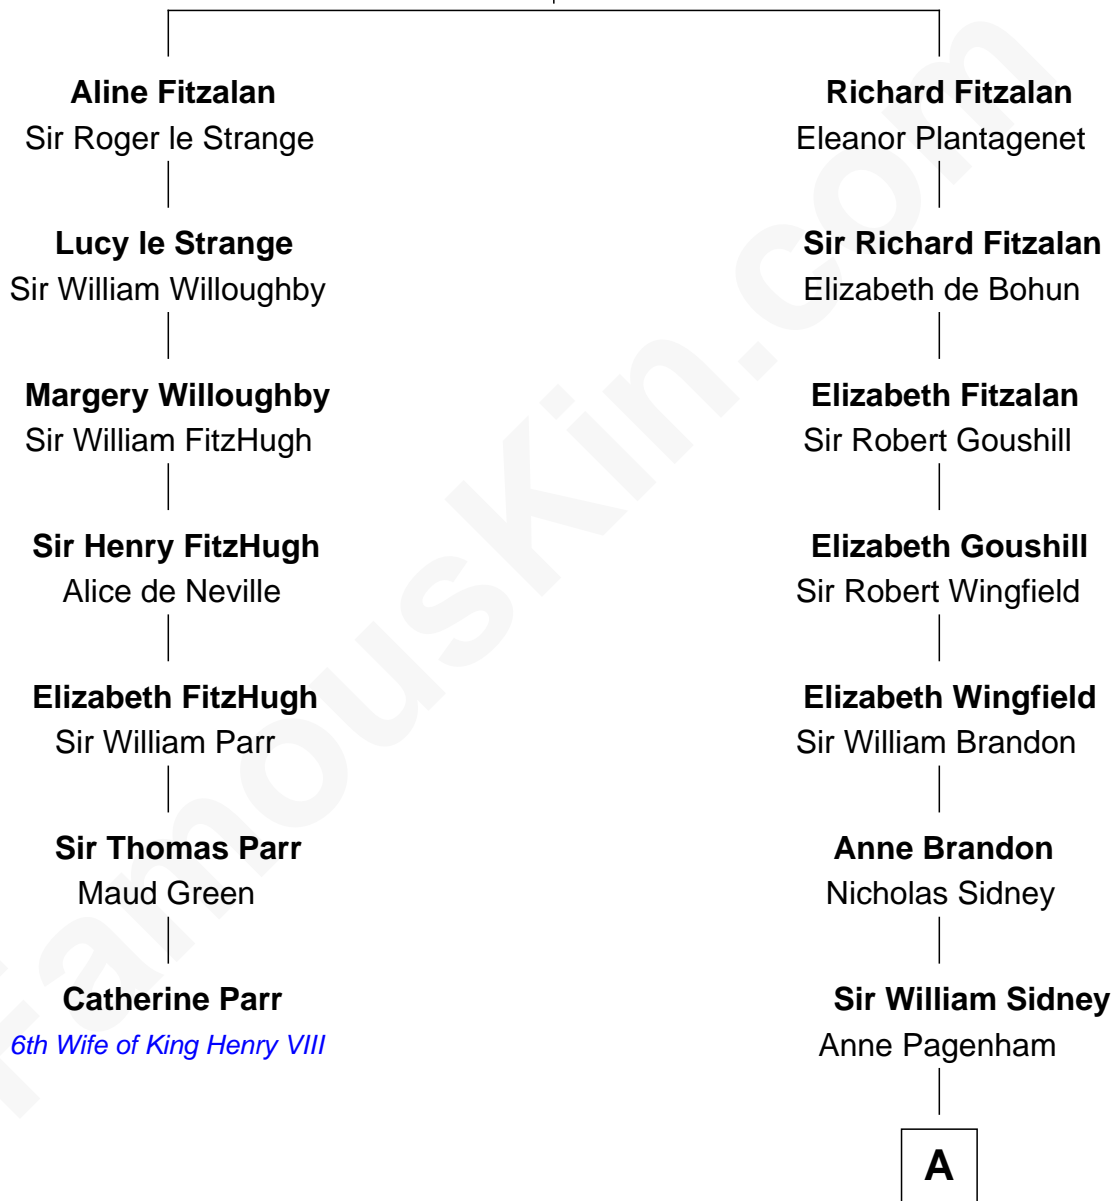 Aline Fitzalan
Sir Roger le Strange
Lucy le Strange
Sir William Willoughby
Margery Willoughby
Sir William FitzHugh
Sir Henry FitzHugh
Alice de Neville
Elizabeth FitzHugh
Sir William Parr
Sir Thomas Parr
Maud Green
Catherine Parr
6th Wife of King Henry VIII
Richard Fitzalan
Eleanor Plantagenet
Sir Richard Fitzalan
Elizabeth de Bohun
Elizabeth Fitzalan
Sir Robert Goushill
Elizabeth Goushill
Sir Robert Wingfield
Elizabeth Wingfield
Sir William Brandon
Anne Brandon
Nicholas Sidney
Sir William Sidney
Anne Pagenham
A
FamousKin.com